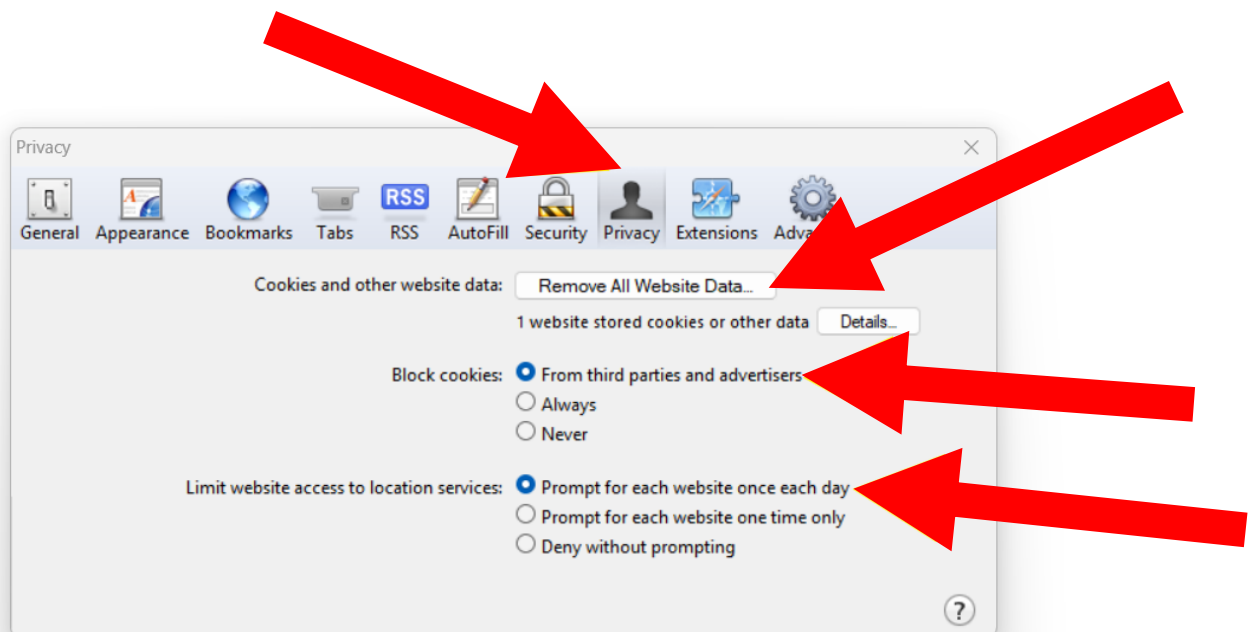 Privacy
RSS
General Appearance Bookmarks Tabs RSS AutoFill Security Privacy Extensions
Cookies and other website data: Remove All Website Data...
1 website stored cookies or other data Details...
Block cookies: From third parties and advertisers
Always
Never
Limit website access to location services: Prompt for each website once each day
Prompt for each website one time only
Deny without prompting
?